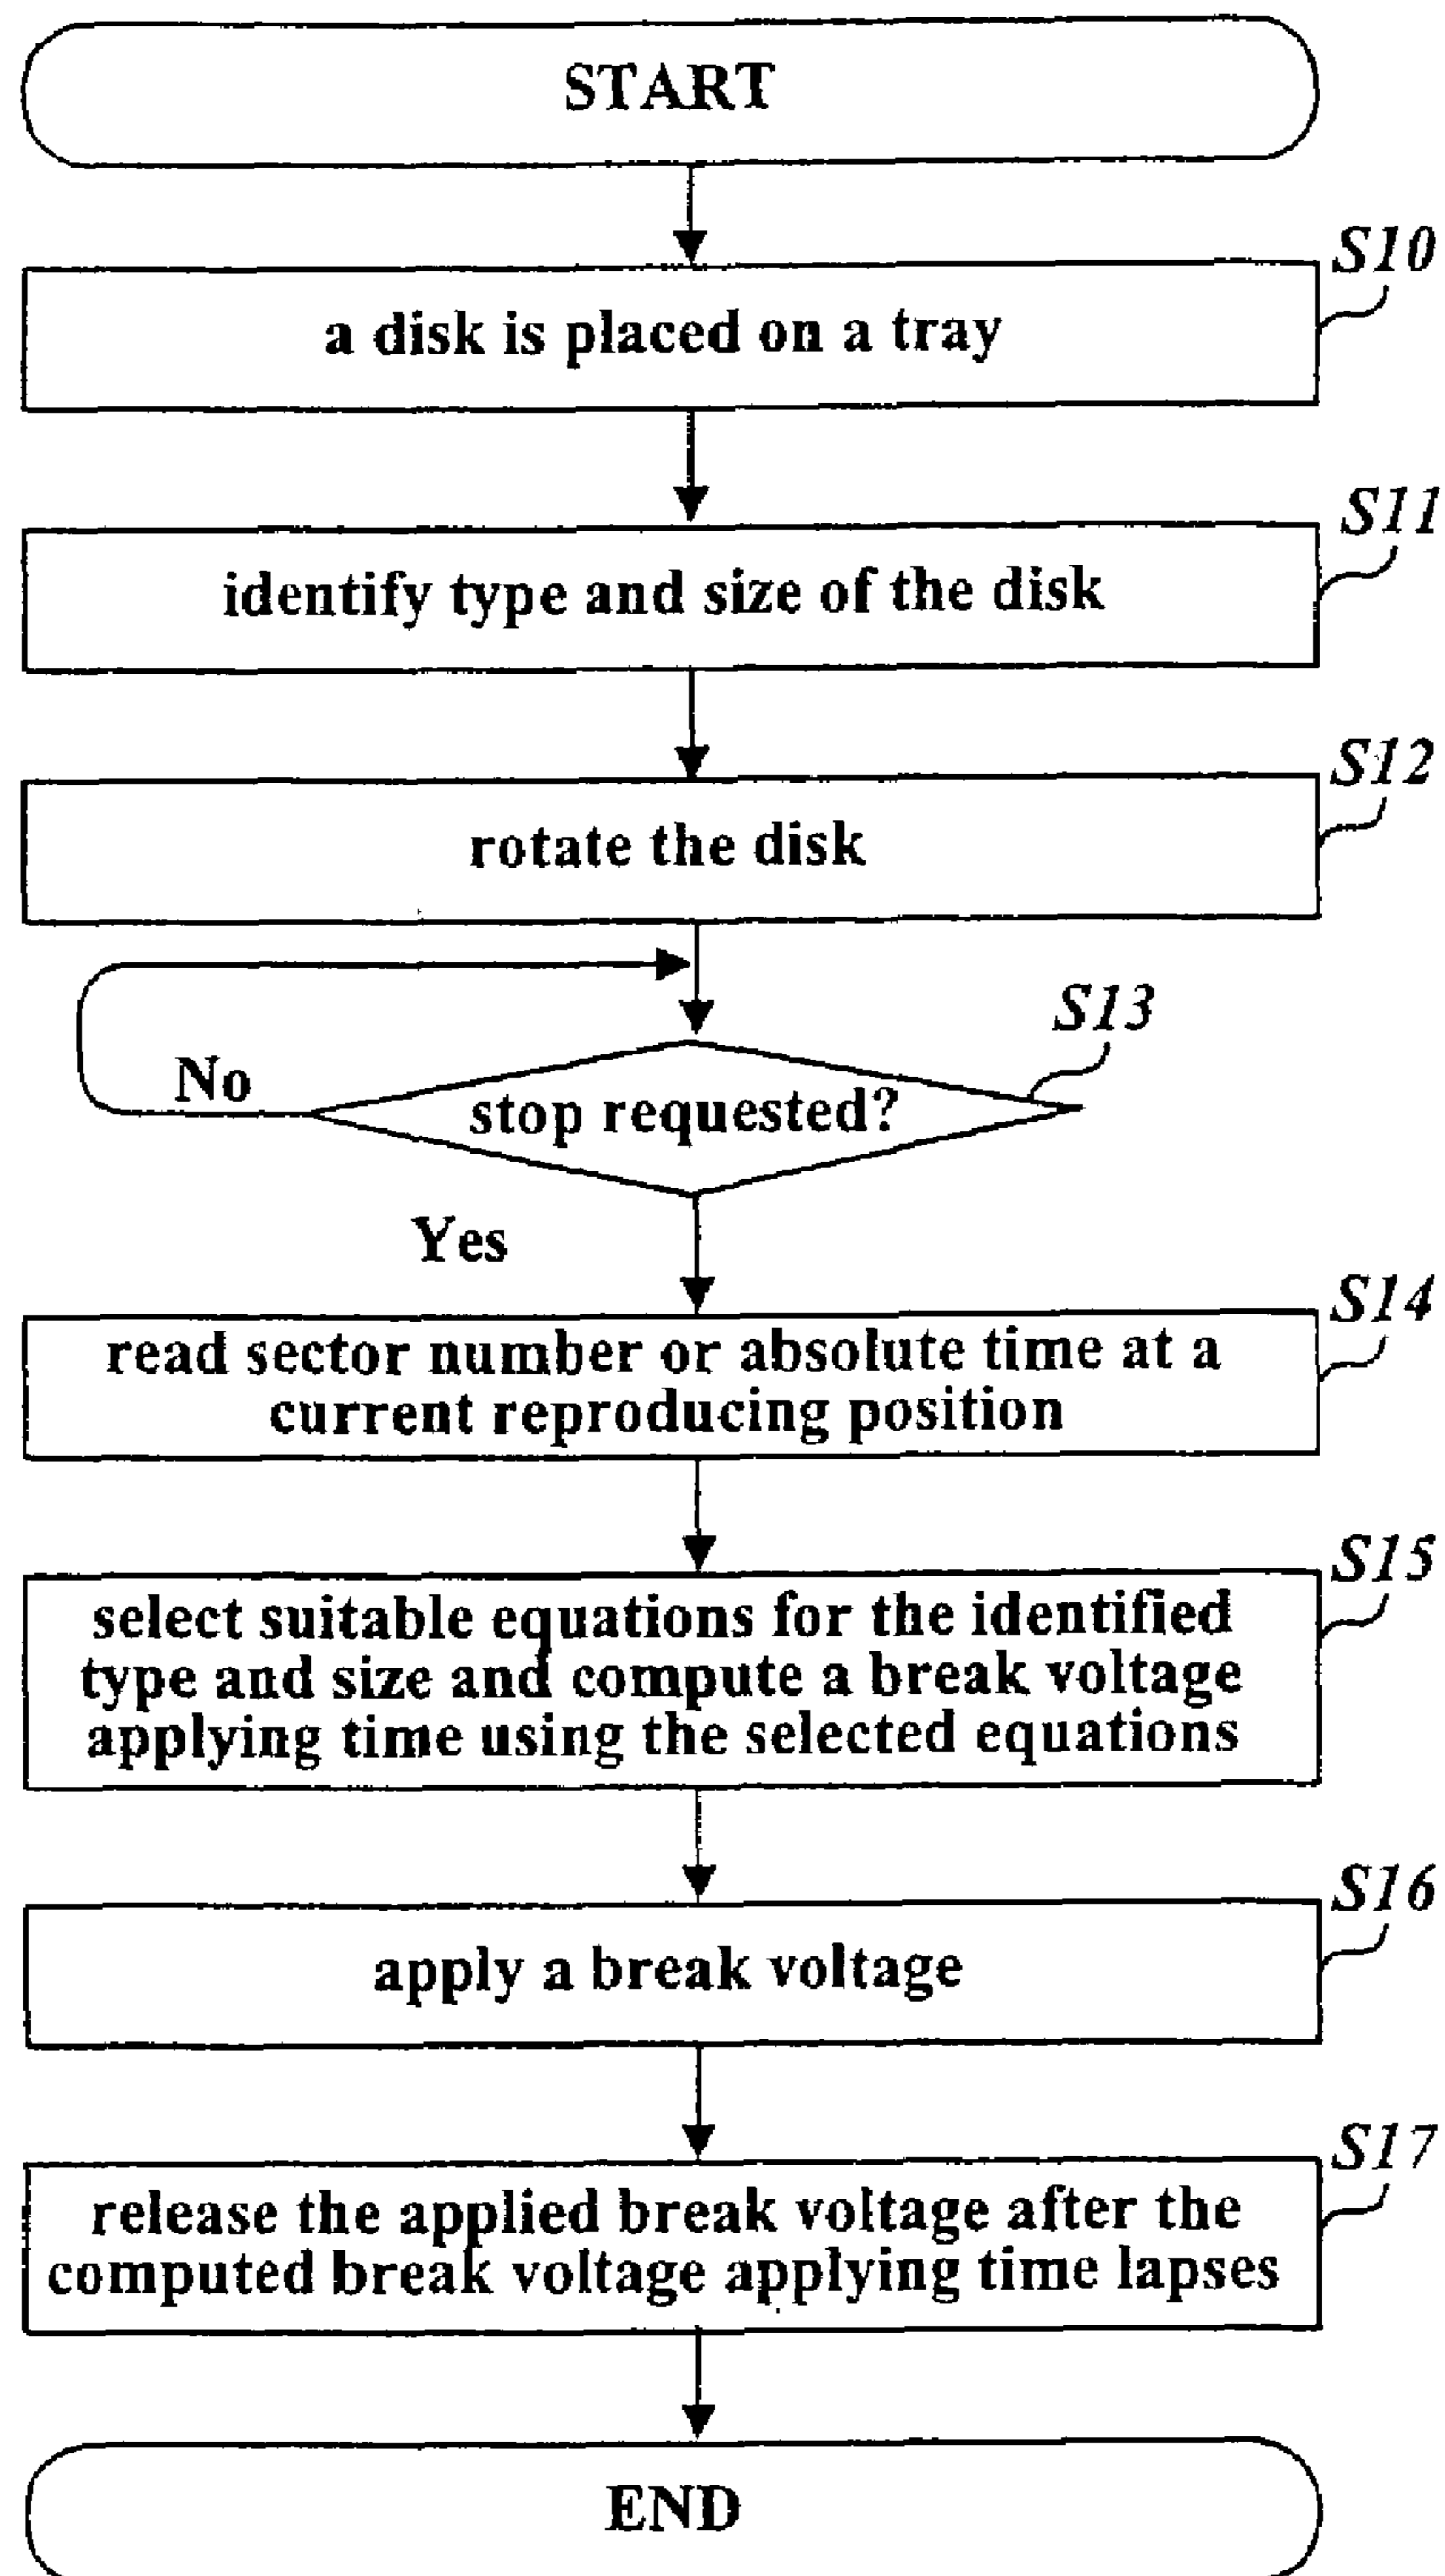 START
S10
a disk is placed on a tray
S11
identify type and size of the disk
S12
rotate the disk
S13
No
stop requested?
Yes
S14
read sector number or absolute time at a
current reproducing position
S15
select suitable equations for the identified
type and size and compute a break voltage
applying time using the selected equations
S16
apply a break voltage
S17
release the applied break voltage after the
computed break voltage applying time lapses
END